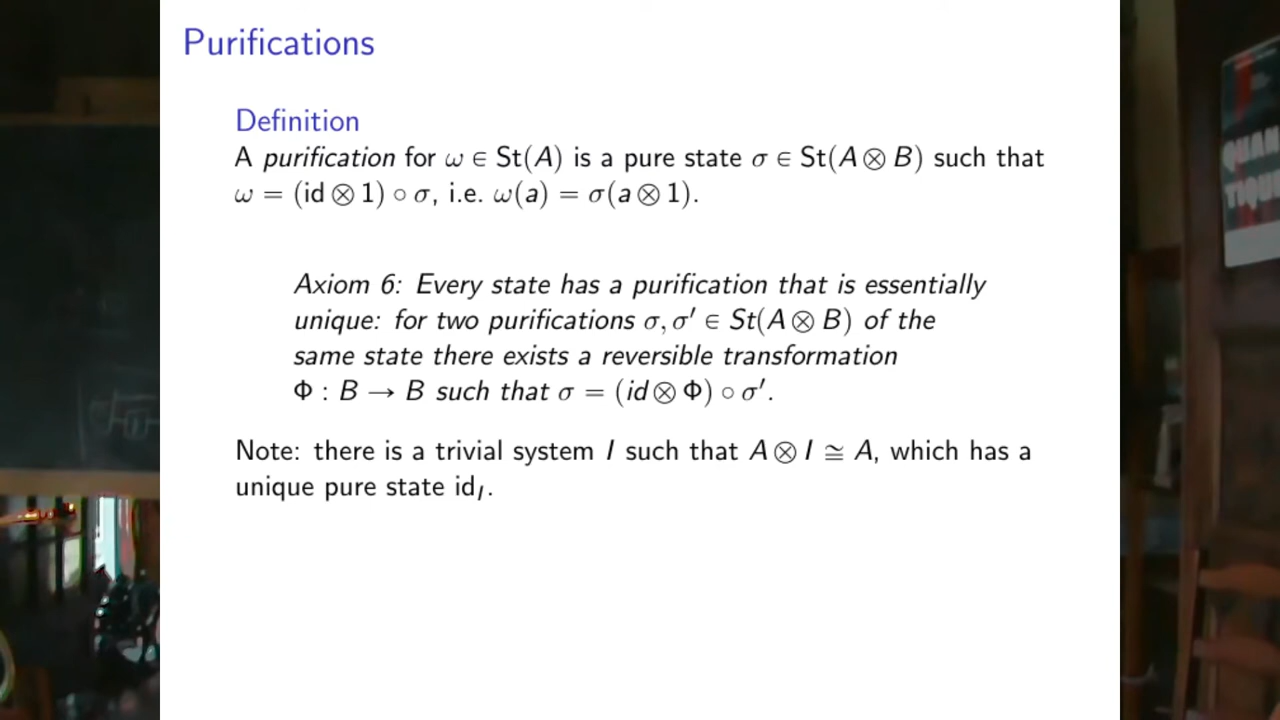 Purifications
Definition
A purification for ω ∈ St(A) is a pure state σ ∈ St(A ⊗ B) such that
ω = (id ⊗ 1) ∘ σ, i.e. ω(a) = σ(a ⊗ 1).
Axiom 6: Every state has a purification that is essentially
unique: for two purifications σ, σ′ ∈ St(A ⊗ B) of the
same state there exists a reversible transformation
Φ : B → B such that σ = (id ⊗ Φ) ∘ σ′.
Note: there is a trivial system I such that A ⊗ I ≅ A, which has a
unique pure state id_I.
QUAN
TIQU